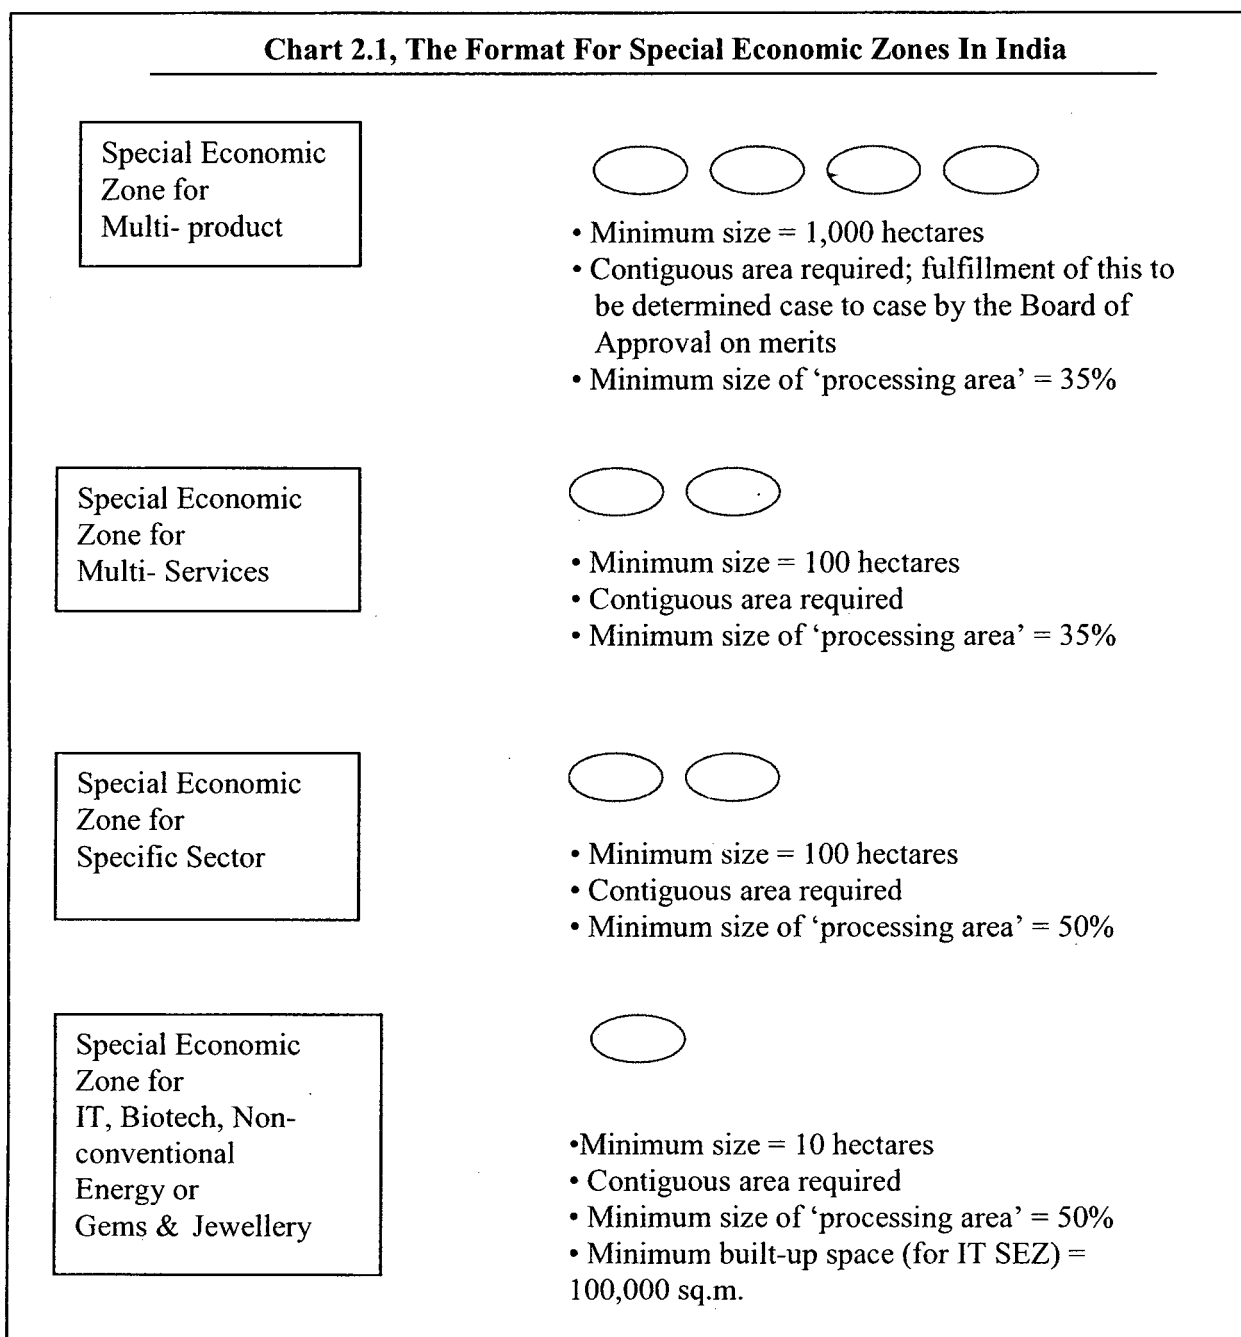 Chart 2.1, The Format For Special Economic Zones In India
Special Economic
Zone for
Multi- product
• Minimum size = 1,000 hectares
• Contiguous area required; fulfillment of this to
be determined case to case by the Board of
Approval on merits
• Minimum size of ‘processing area’ = 35%
Special Economic
Zone for
Multi- Services
• Minimum size = 100 hectares
• Contiguous area required
• Minimum size of ‘processing area’ = 35%
Special Economic
Zone for
Specific Sector
• Minimum size = 100 hectares
• Contiguous area required
• Minimum size of ‘processing area’ = 50%
Special Economic
Zone for
IT, Biotech, Non-
conventional
Energy or
Gems & Jewellery
•Minimum size = 10 hectares
• Contiguous area required
• Minimum size of ‘processing area’ = 50%
• Minimum built-up space (for IT SEZ) =
100,000 sq.m.